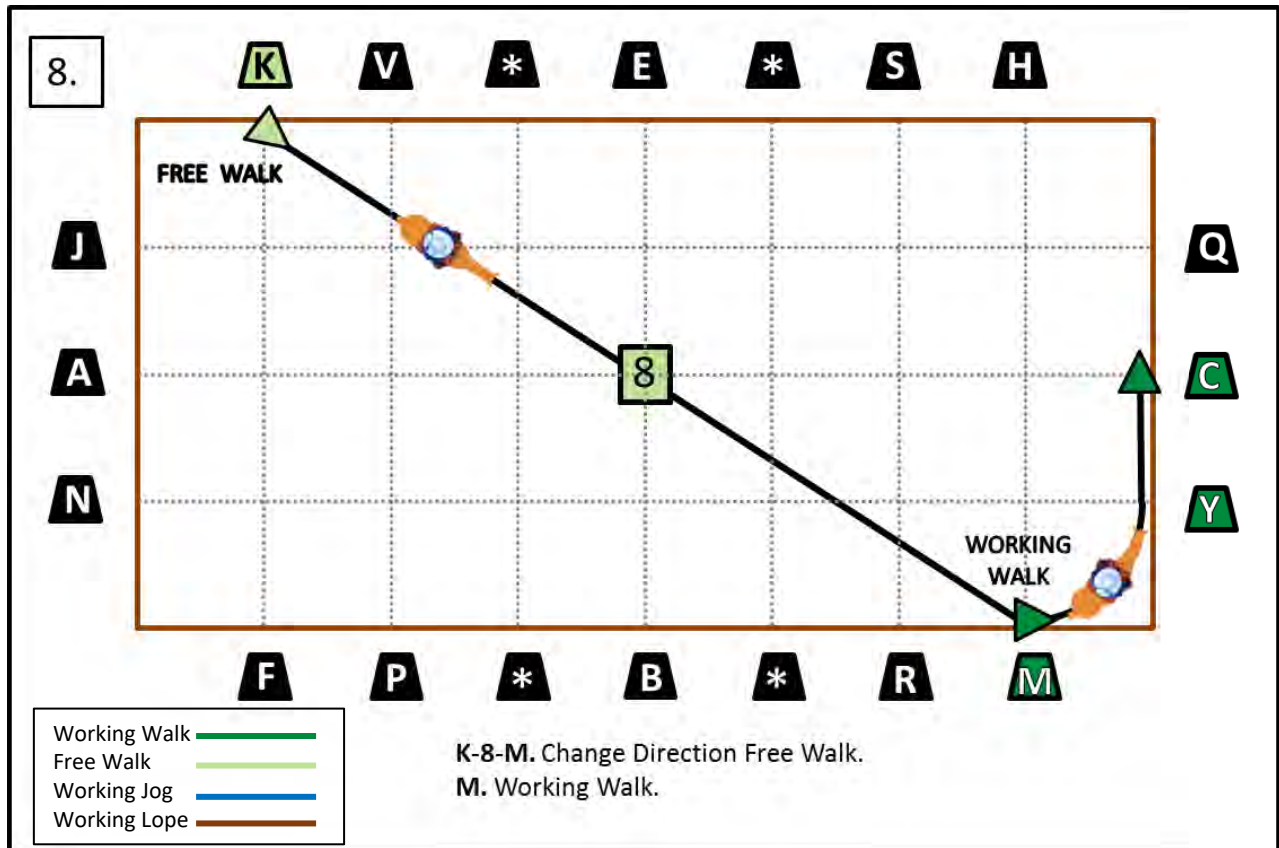 8.
K V * E * S H
FREE WALK
J Q
A 8 C
N Y
WORKING
WALK
F P * B * R M
Working Walk
Free Walk
Working Jog
Working Lope
K-8-M. Change Direction Free Walk.
M. Working Walk.